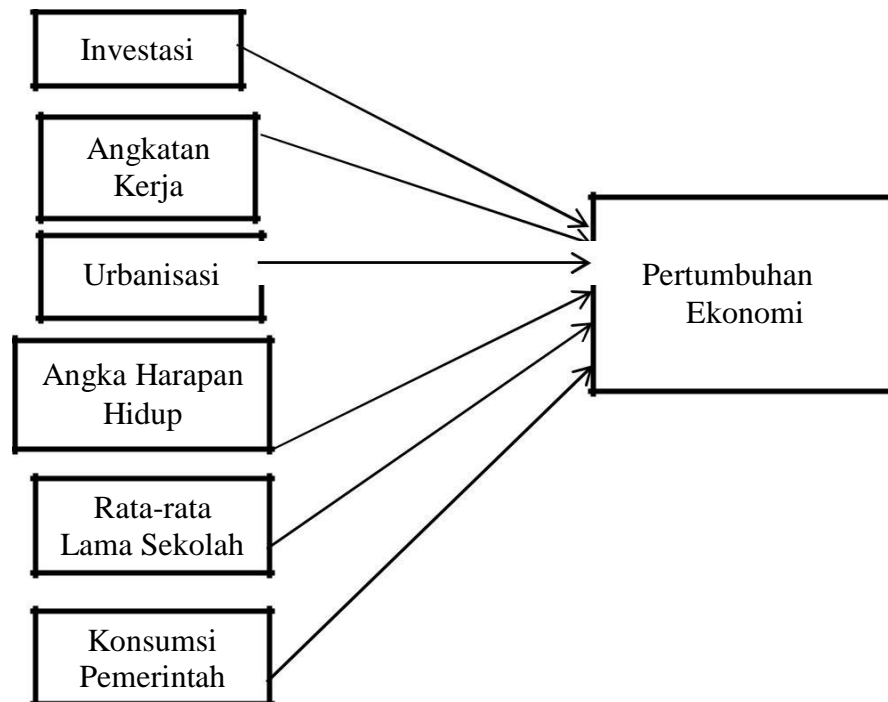 Investasi
Angkatan
Kerja
Urbanisasi
Angka Harapan
Hidup
Rata-rata
Lama Sekolah
Konsumsi
Pemerintah
Pertumbuhan
Ekonomi